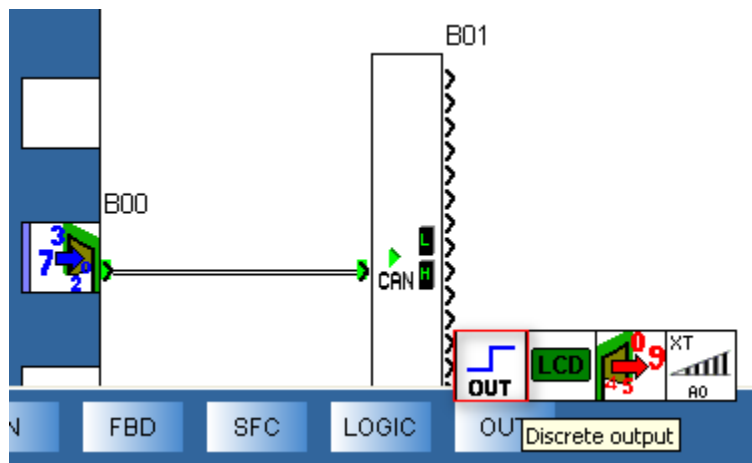 B01
B00
3
7
2
L
CAN H
OUT
LCD
0
9
4 5
XT
A0
N
FBD
SFC
LOGIC
OUT
Discrete output